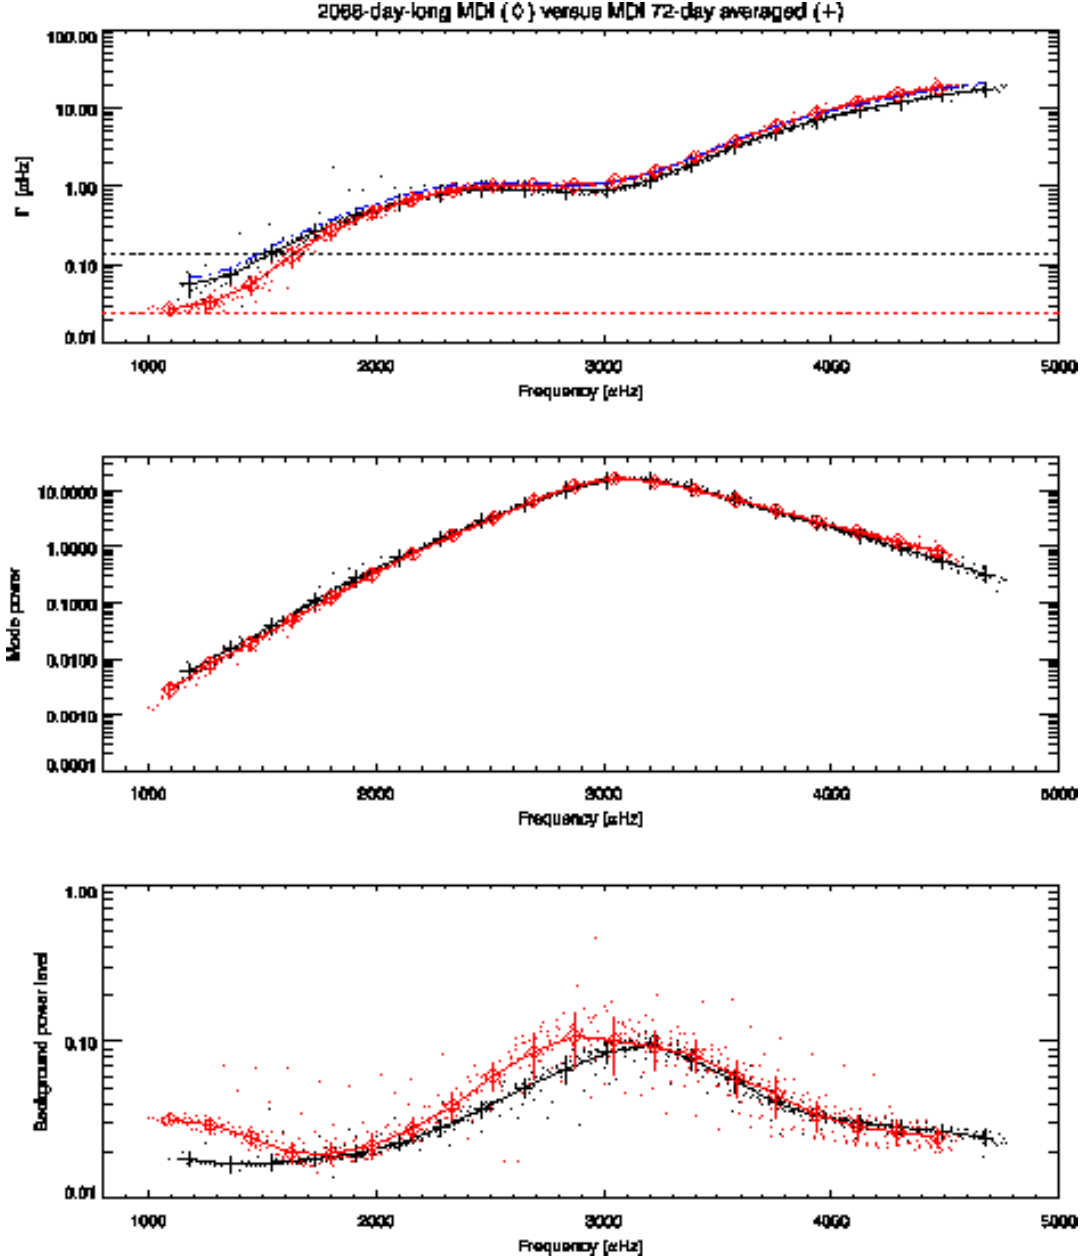 2088-day-long MDI (◇) versus MDI 72-day averaged (+)
100.00
10.00
1.00
0.10
0.01
Γ [μHz]
1000 2000 3000 4000 5000
Frequency [μHz]
10.0000
1.0000
0.1000
0.0100
0.0010
0.0001
Mode power
1000 2000 3000 4000 5000
Frequency [μHz]
1.00
0.10
0.01
Background power level
1000 2000 3000 4000 5000
Frequency [μHz]